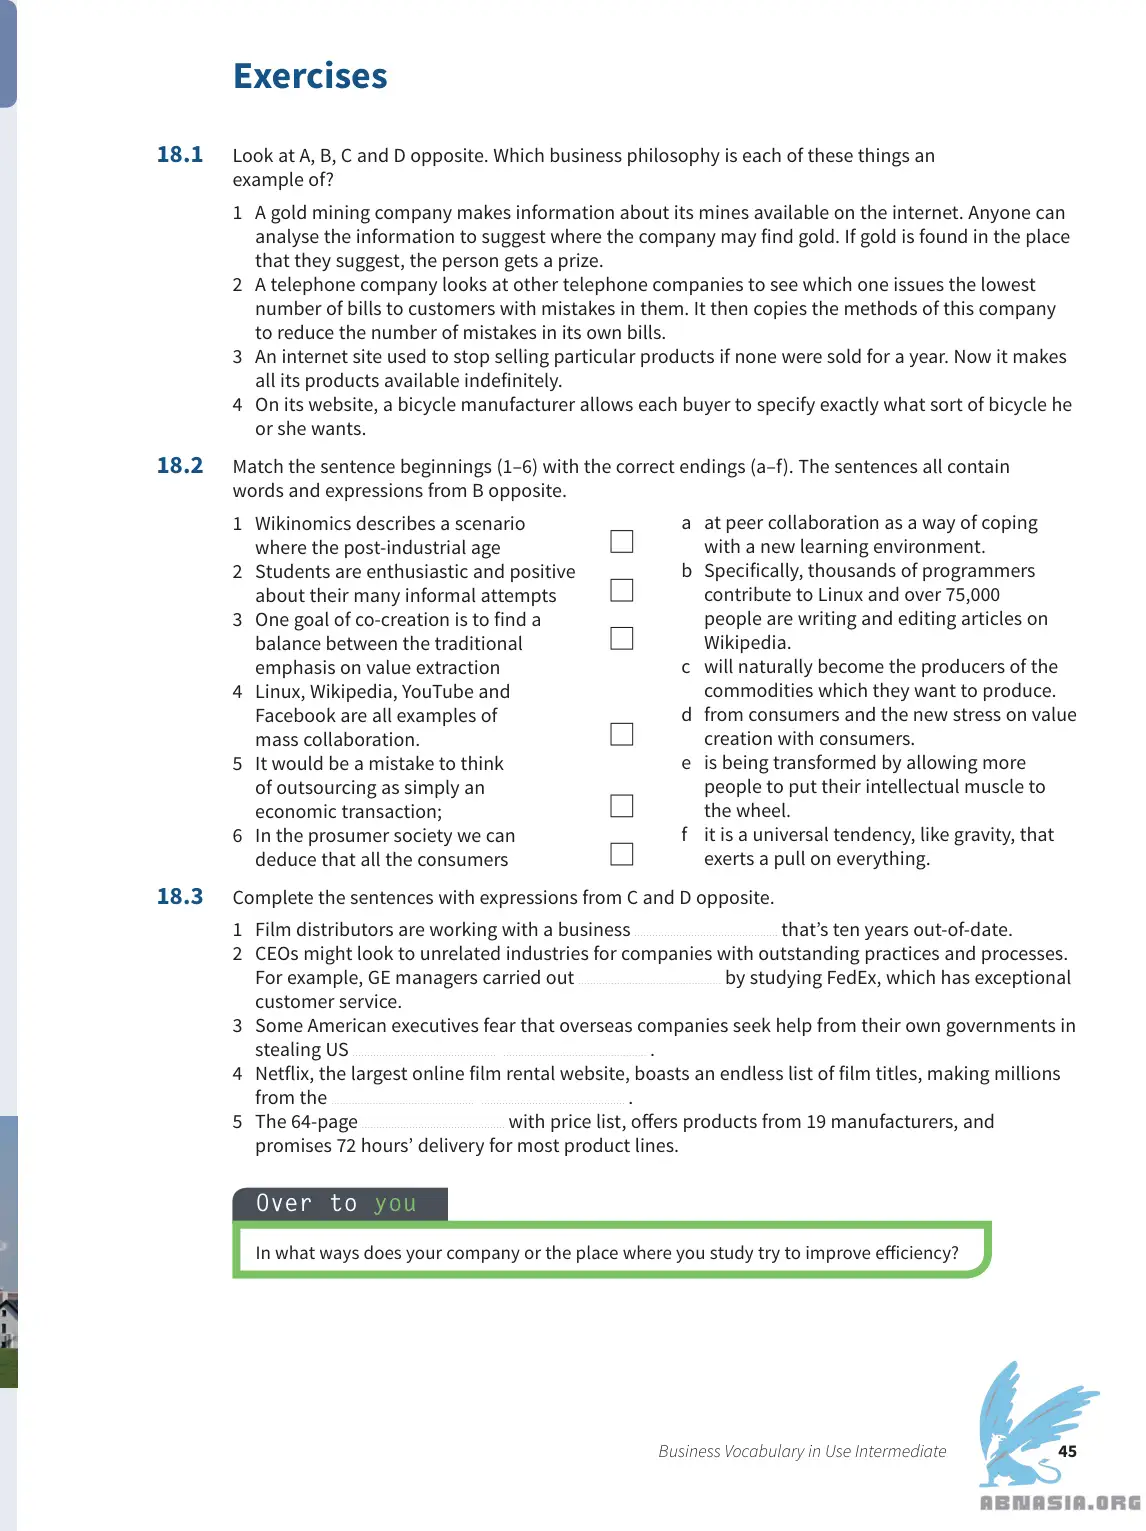 Exercises
18.1 Look at A, B, C and D opposite. Which business philosophy is each of these things an
example of?
1 A gold mining company makes information about its mines available on the internet. Anyone can
analyse the information to suggest where the company may find gold. If gold is found in the place
that they suggest, the person gets a prize.
2 A telephone company looks at other telephone companies to see which one issues the lowest
number of bills to customers with mistakes in them. It then copies the methods of this company
to reduce the number of mistakes in its own bills.
3 An internet site used to stop selling particular products if none were sold for a year. Now it makes
all its products available indefinitely.
4 On its website, a bicycle manufacturer allows each buyer to specify exactly what sort of bicycle he
or she wants.
18.2 Match the sentence beginnings (1–6) with the correct endings (a–f). The sentences all contain
words and expressions from B opposite.
1 Wikinomics describes a scenario
where the post-industrial age
2 Students are enthusiastic and positive
about their many informal attempts
3 One goal of co-creation is to find a
balance between the traditional
emphasis on value extraction
4 Linux, Wikipedia, YouTube and
Facebook are all examples of
mass collaboration.
5 It would be a mistake to think
of outsourcing as simply an
economic transaction;
6 In the prosumer society we can
deduce that all the consumers
a at peer collaboration as a way of coping
with a new learning environment.
b Specifically, thousands of programmers
contribute to Linux and over 75,000
people are writing and editing articles on
Wikipedia.
c will naturally become the producers of the
commodities which they want to produce.
d from consumers and the new stress on value
creation with consumers.
e is being transformed by allowing more
people to put their intellectual muscle to
the wheel.
f it is a universal tendency, like gravity, that
exerts a pull on everything.
18.3 Complete the sentences with expressions from C and D opposite.
1 Film distributors are working with a business ........ that's ten years out-of-date.
2 CEOs might look to unrelated industries for companies with outstanding practices and processes.
For example, GE managers carried out ........ by studying FedEx, which has exceptional
customer service.
3 Some American executives fear that overseas companies seek help from their own governments in
stealing US ........ ........ .
4 Netflix, the largest online film rental website, boasts an endless list of film titles, making millions
from the ........ ........ .
5 The 64-page ........ with price list, offers products from 19 manufacturers, and
promises 72 hours' delivery for most product lines.
Over to you
In what ways does your company or the place where you study try to improve efficiency?
Business Vocabulary in Use Intermediate 45
ABNASIA.ORG